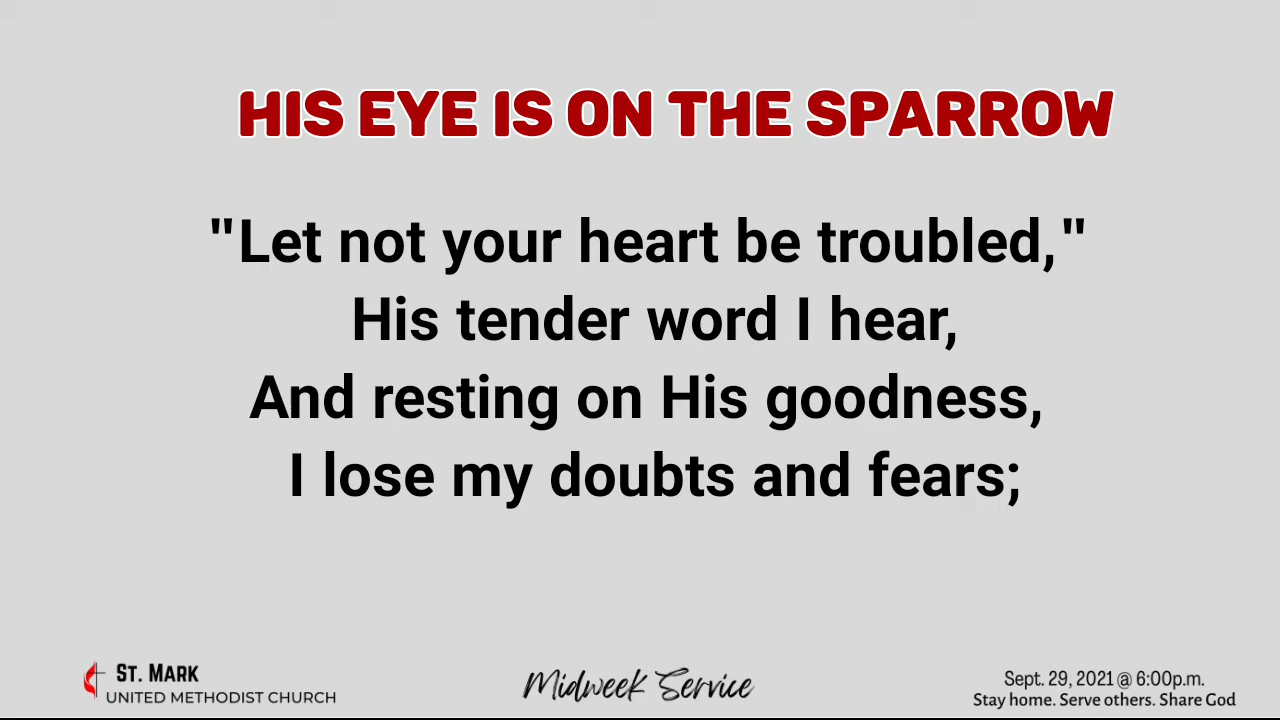 HIS EYE IS ON THE SPARROW
"Let not your heart be troubled,"
His tender word I hear,
And resting on His goodness,
I lose my doubts and fears;
ST. MARK
UNITED METHODIST CHURCH
Midweek Service
Sept. 29, 2021 @ 6:00p.m.
Stay home. Serve others. Share God